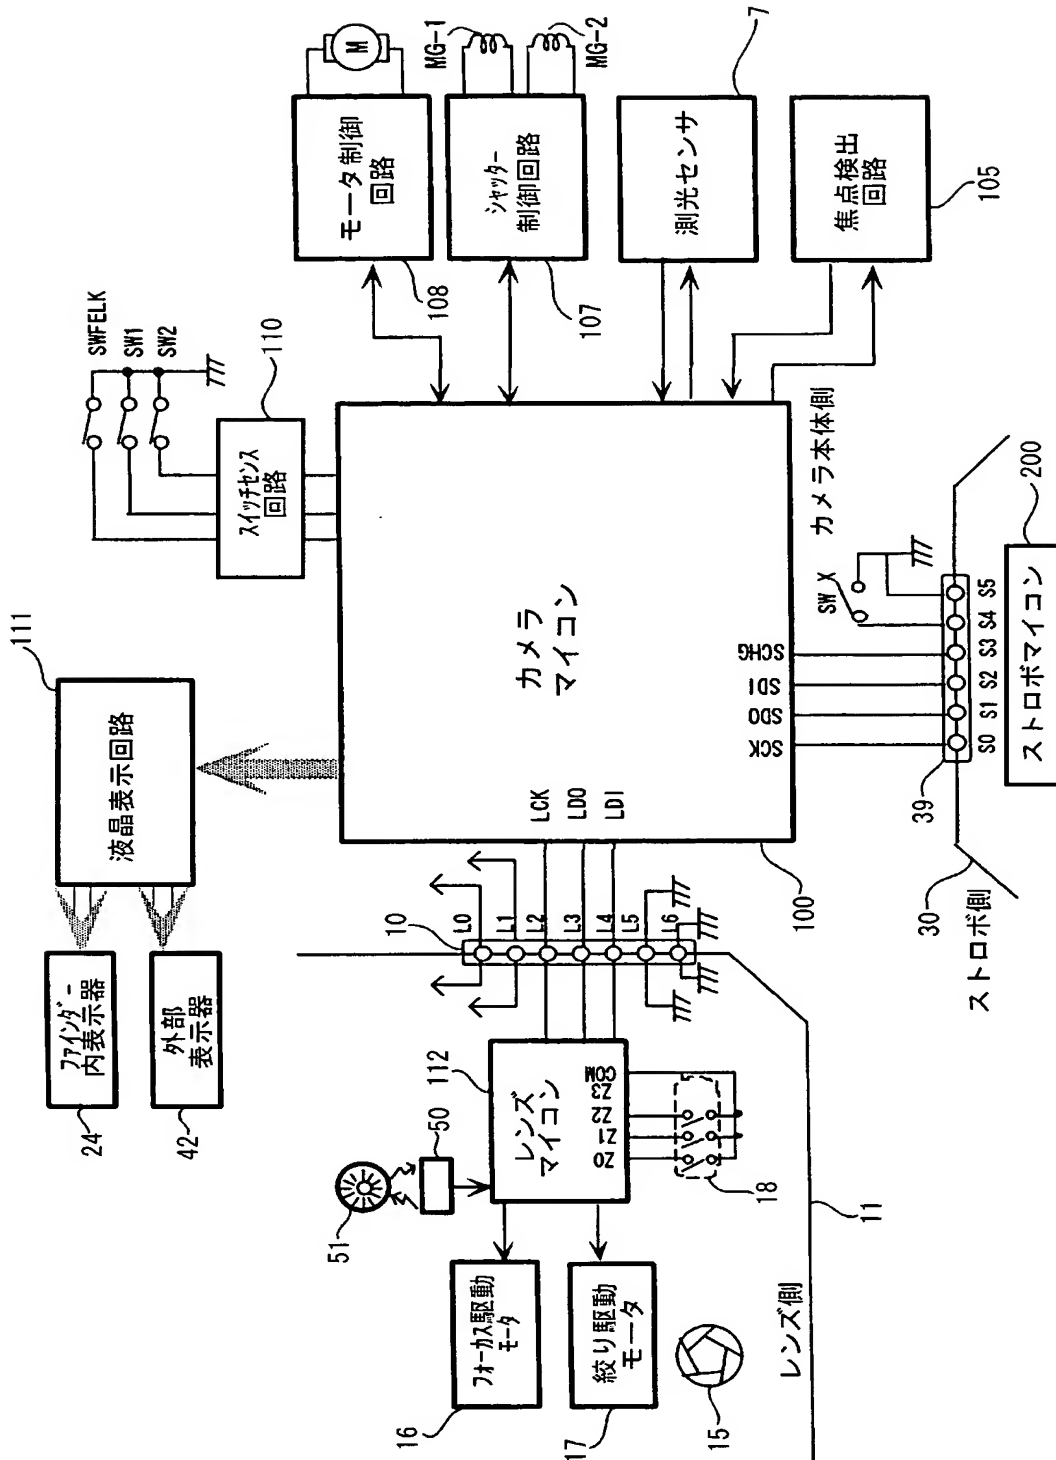 M
MG-1
MG-2
モータ制御
回路
108
シャッター
制御回路
107
7
測光センサ
焦点検出
回路
105
SWFELK
SW1
SW2
110
スイッチセンス
回路
111
液晶表示回路
ファインダー
内表示器
24
外部
表示器
42
カメラ
マイコン
カメラ本体側
100
LCK
LDO
LDI
SCK
SDO
SDI
SCHG
SW X
10
L0
L1
L2
L3
L4
L5
L6
39
S0
S1
S2
S3
S4
S5
200
ストロボマイコン
30
ストロボ側
112
レンズ
マイコン
Z0
Z1
Z2
Z3
COM
50
51
18
11
フォーカス駆動
モータ
16
絞り駆動
モータ
17
15
レンズ側